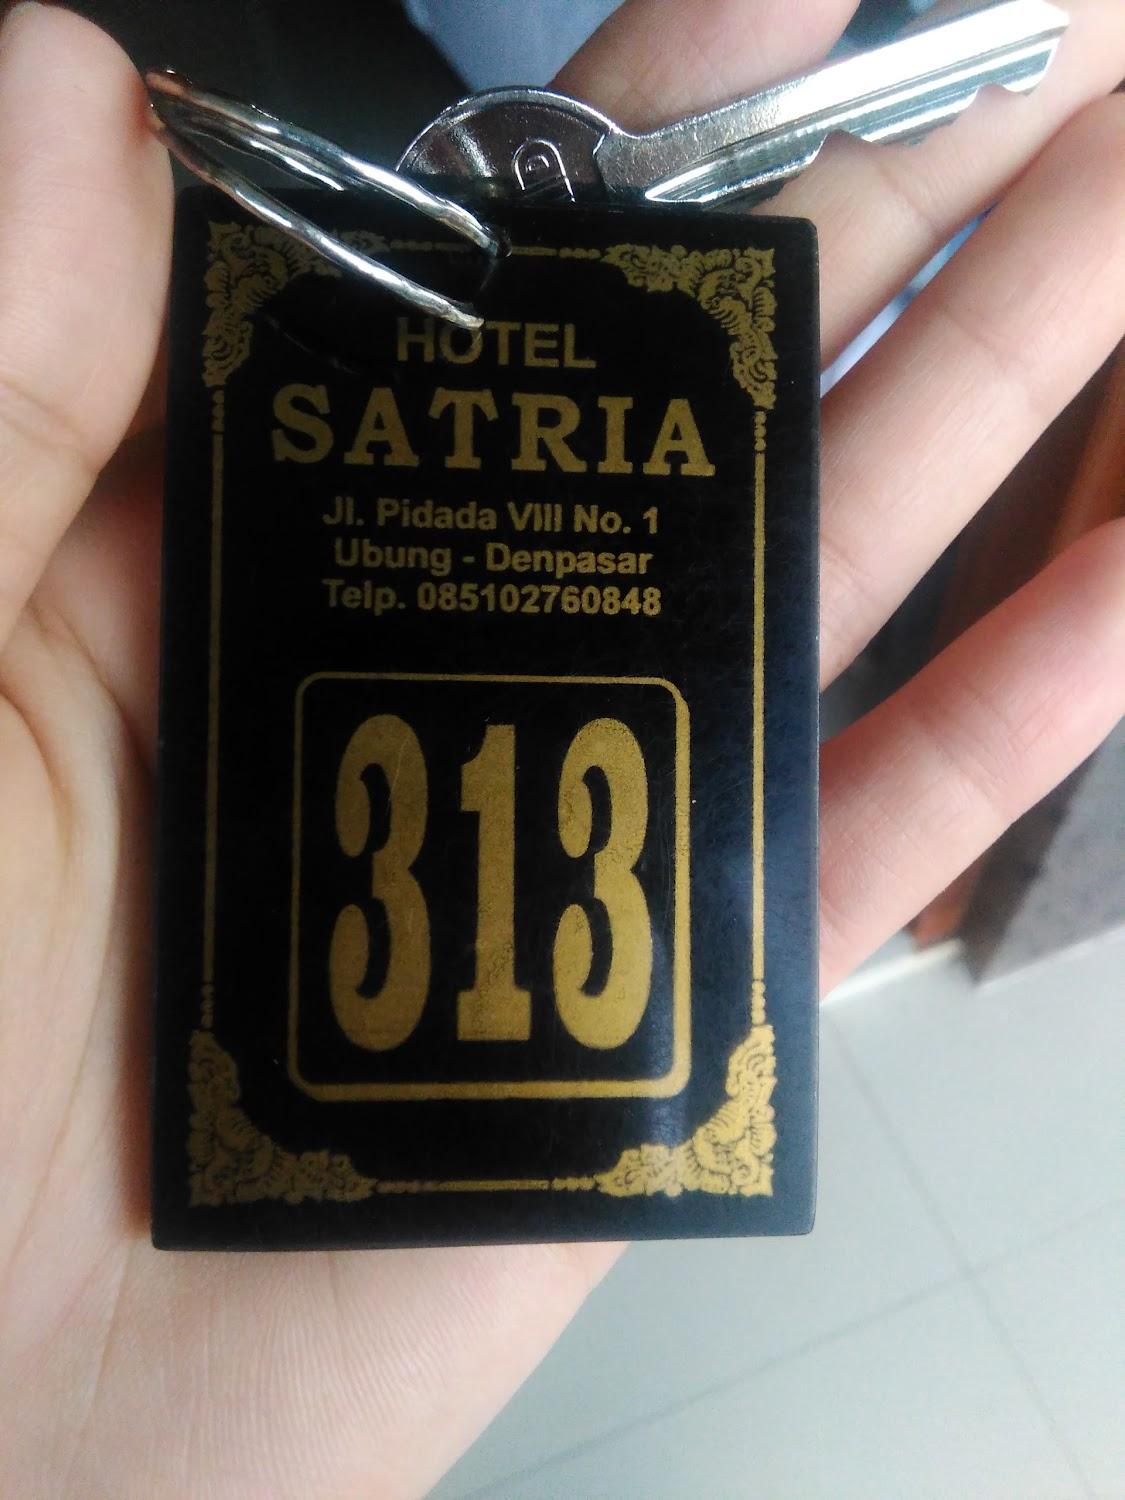 HOTEL
SATRIA
Jl. Pidada VIII No. 1
Ubung - Denpasar
Telp. 085102760848
313